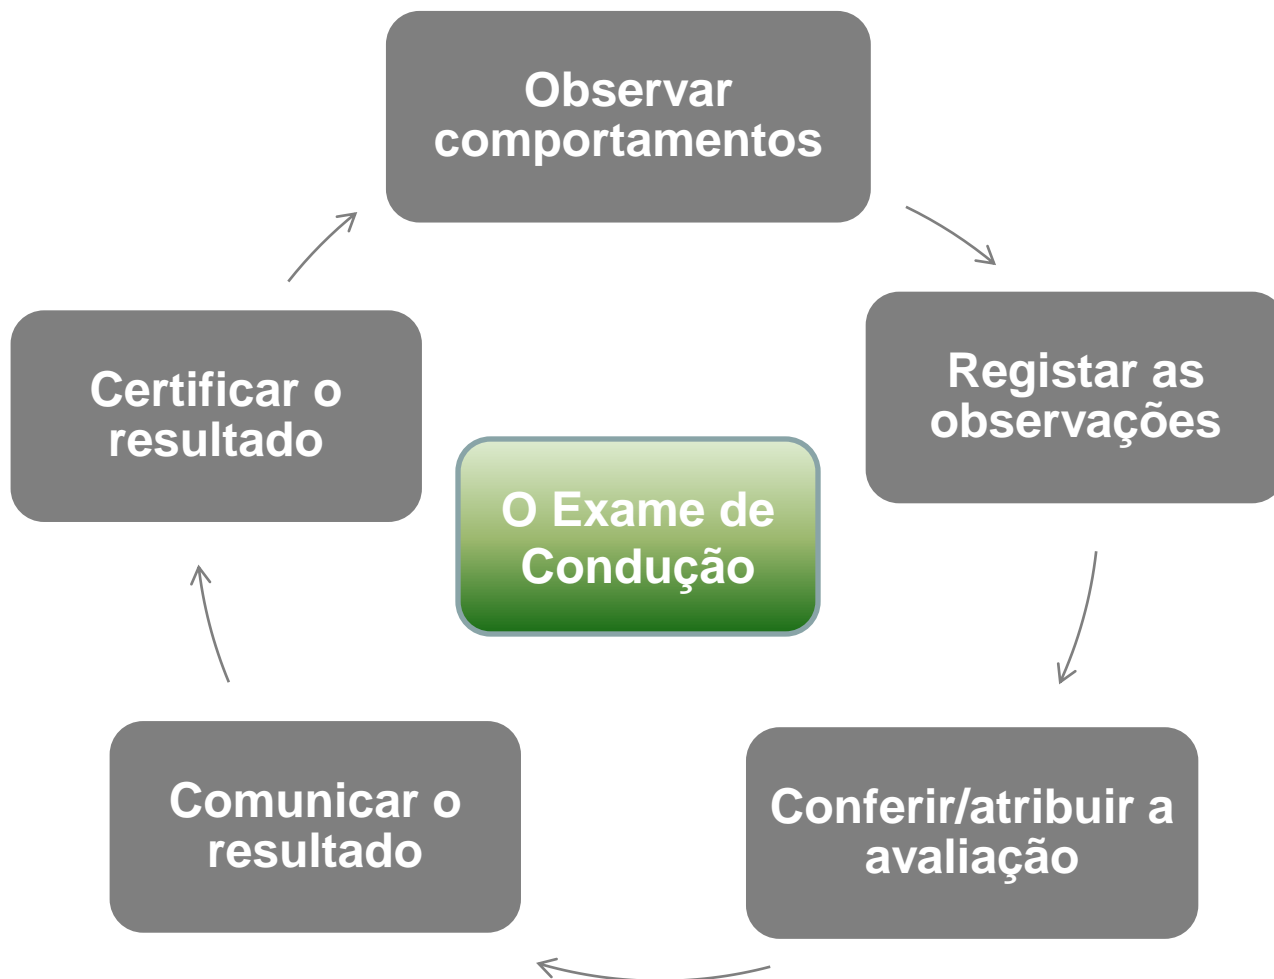 Observar
comportamentos
Registar as
observações
Conferir/atribuir a
avaliação
Comunicar o
resultado
Certificar o
resultado
O Exame de
Condução